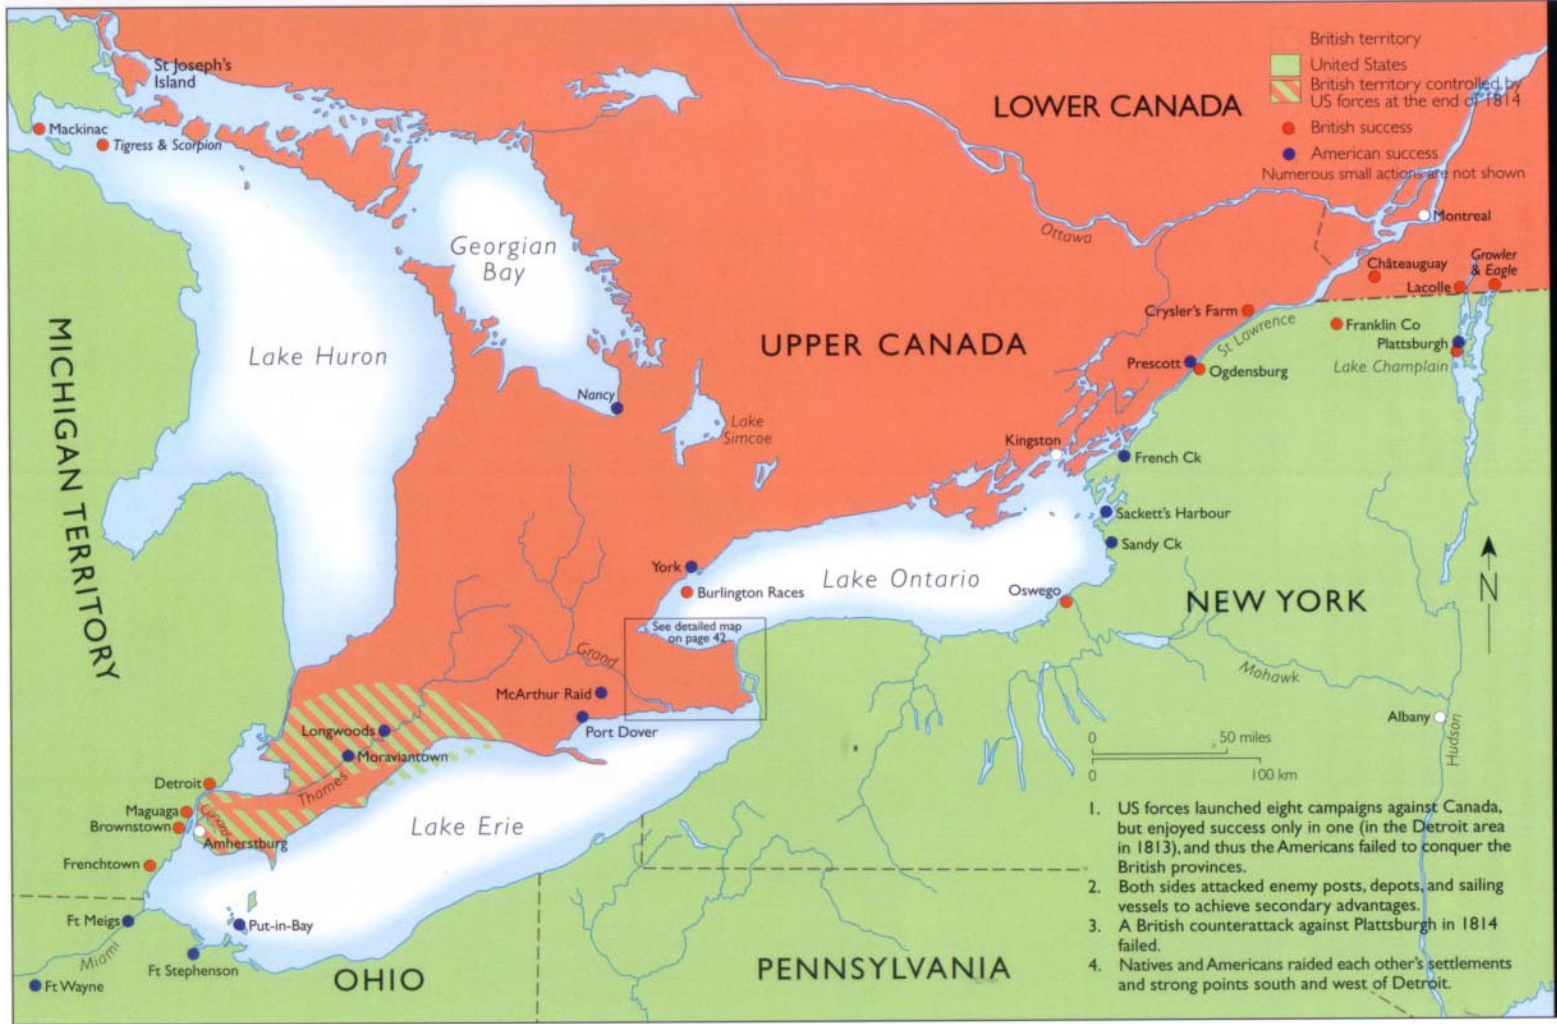 British territory
United States
British territory controlled by
US forces at the end of 1814
British success
American success
Numerous small actions are not shown
LOWER CANADA
St Joseph's
Island
Mackinac
Tigress & Scorpion
Georgian
Bay
Lake Huron
MICHIGAN TERRITORY
UPPER CANADA
Ottawa
Montreal
Châteauguay
Growler
& Eagle
Lacolle
Crysler's Farm
St Lawrence
Franklin Co
Plattsburgh
Lake Champlain
Prescott
Ogdensburg
Nancy
Lake
Simcoe
Kingston
French Ck
Sackett's Harbour
Sandy Ck
Oswego
York
Burlington Races
Lake Ontario
NEW YORK
N
See detailed map
on page 42
Grand
McArthur Raid
Port Dover
Longwoods
Moraviantown
Thames
Detroit
Maguaga
Canard
Brownstown
Amherstburg
Frenchtown
Lake Erie
Mohawk
Albany
Hudson
0 50 miles
0 100 km
Ft Meigs
Put-in-Bay
Miami
Ft Stephenson
Ft Wayne
OHIO
PENNSYLVANIA
1. US forces launched eight campaigns against Canada,
but enjoyed success only in one (in the Detroit area
in 1813), and thus the Americans failed to conquer the
British provinces.
2. Both sides attacked enemy posts, depots, and sailing
vessels to achieve secondary advantages.
3. A British counterattack against Plattsburgh in 1814
failed.
4. Natives and Americans raided each other's settlements
and strong points south and west of Detroit.